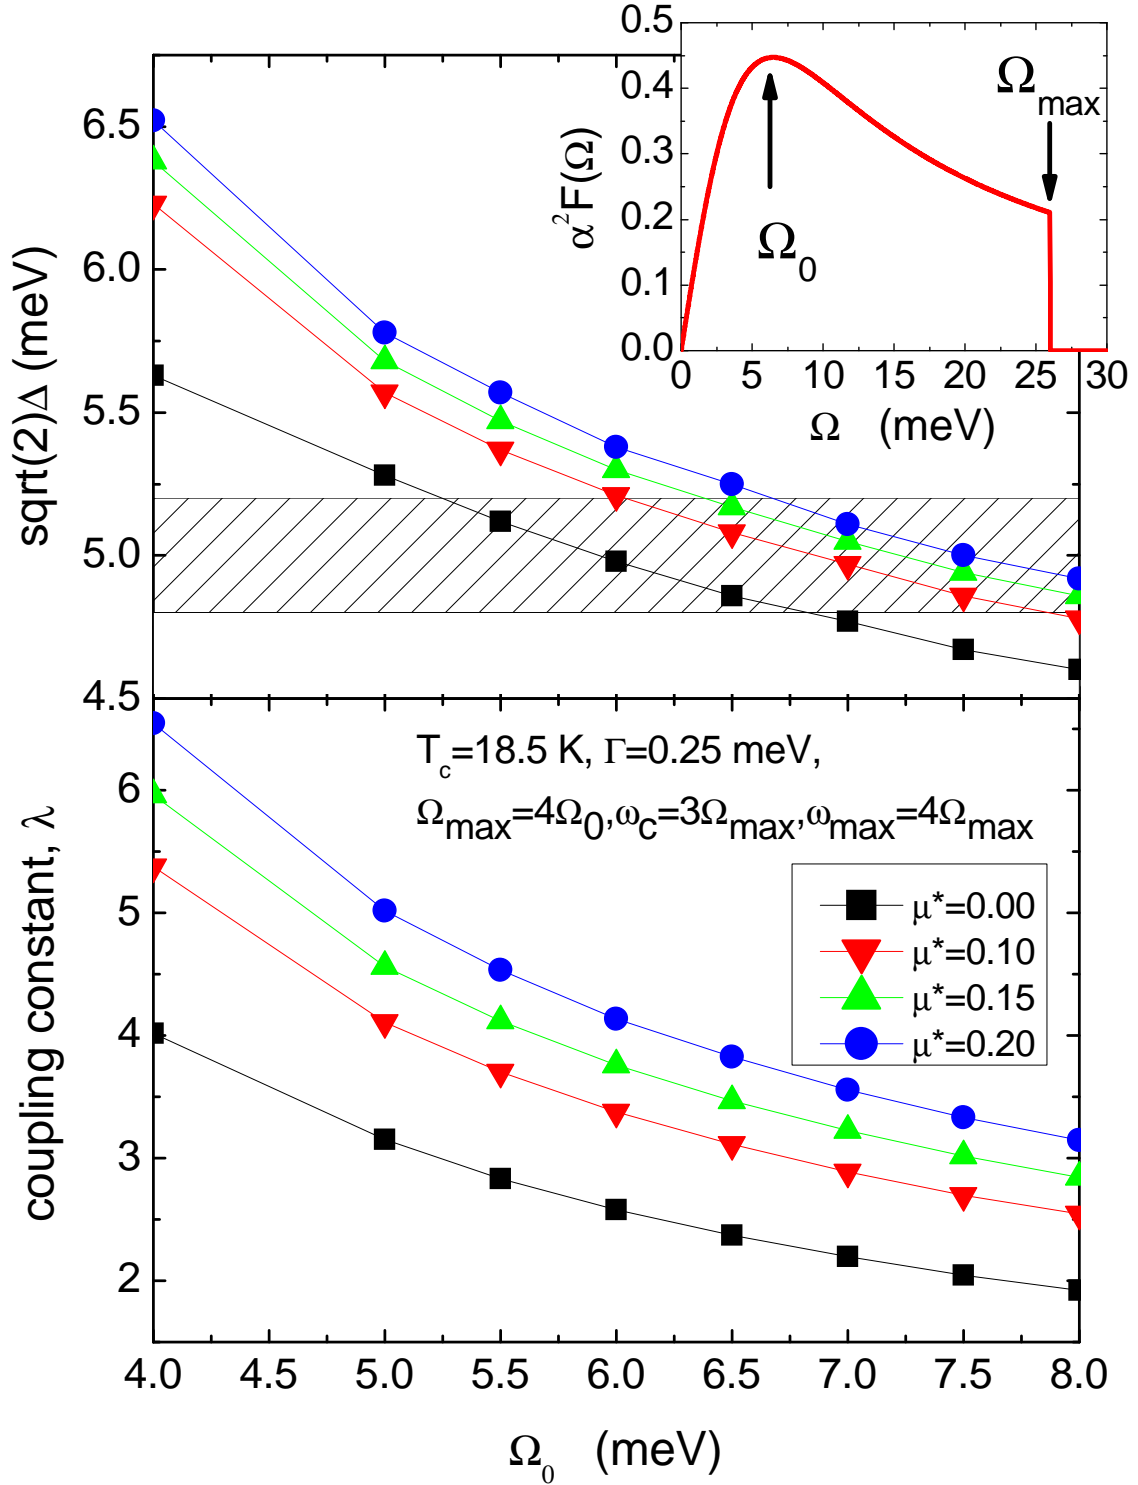 0.5
0.4
0.3
0.2
0.1
0.0
α²F(Ω)
Ω₀
Ω_max
0 5 10 15 20 25 30
Ω (meV)
6.5
6.0
5.5
5.0
4.5
sqrt(2)Δ (meV)
T_c=18.5 K, Γ=0.25 meV,
Ω_max=4Ω₀,ω_c=3Ω_max,ω_max=4Ω_max
μ*=0.00
μ*=0.10
μ*=0.15
μ*=0.20
6
5
4
3
2
coupling constant, λ
4.0 4.5 5.0 5.5 6.0 6.5 7.0 7.5 8.0
Ω₀ (meV)